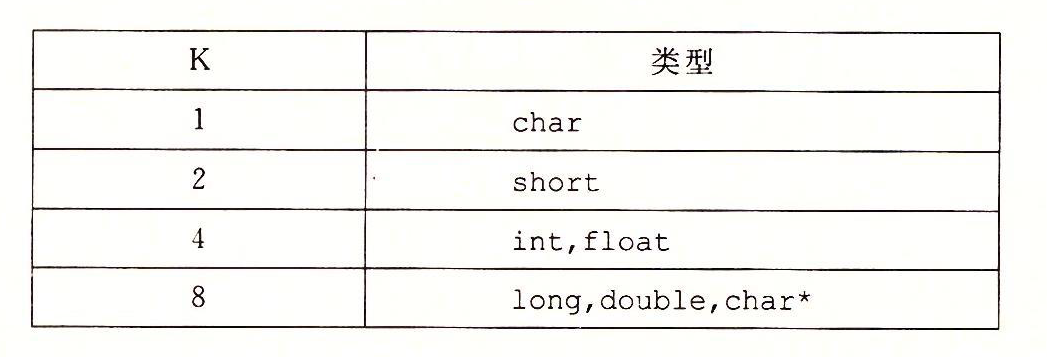 K 类型
1 char
2 short
4 int,float
8 long,double,char*